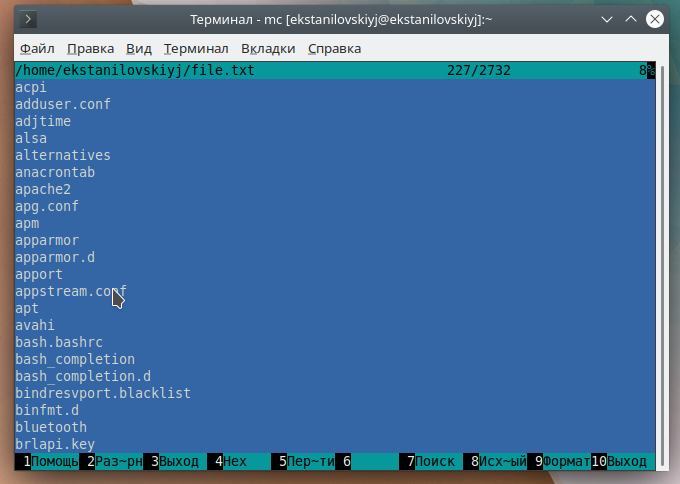 Терминал - mc [ekstanilovskiyj@ekstanilovskiyj]:~
Файл Правка Вид Терминал Вкладки Справка
/home/ekstanilovskiyj/file.txt 227/2732 8%
acpi
adduser.conf
adjtime
alsa
alternatives
anacrontab
apache2
apg.conf
apm
apparmor
apparmor.d
apport
appstream.conf
apt
avahi
bash.bashrc
bash_completion
bash_completion.d
bindresvport.blacklist
binfmt.d
bluetooth
brlapi.key
1Помощь 2Раз~рн 3Выход 4Hex 5Пер~ти 6 7Поиск 8Исх~ый 9Формат 10Выход